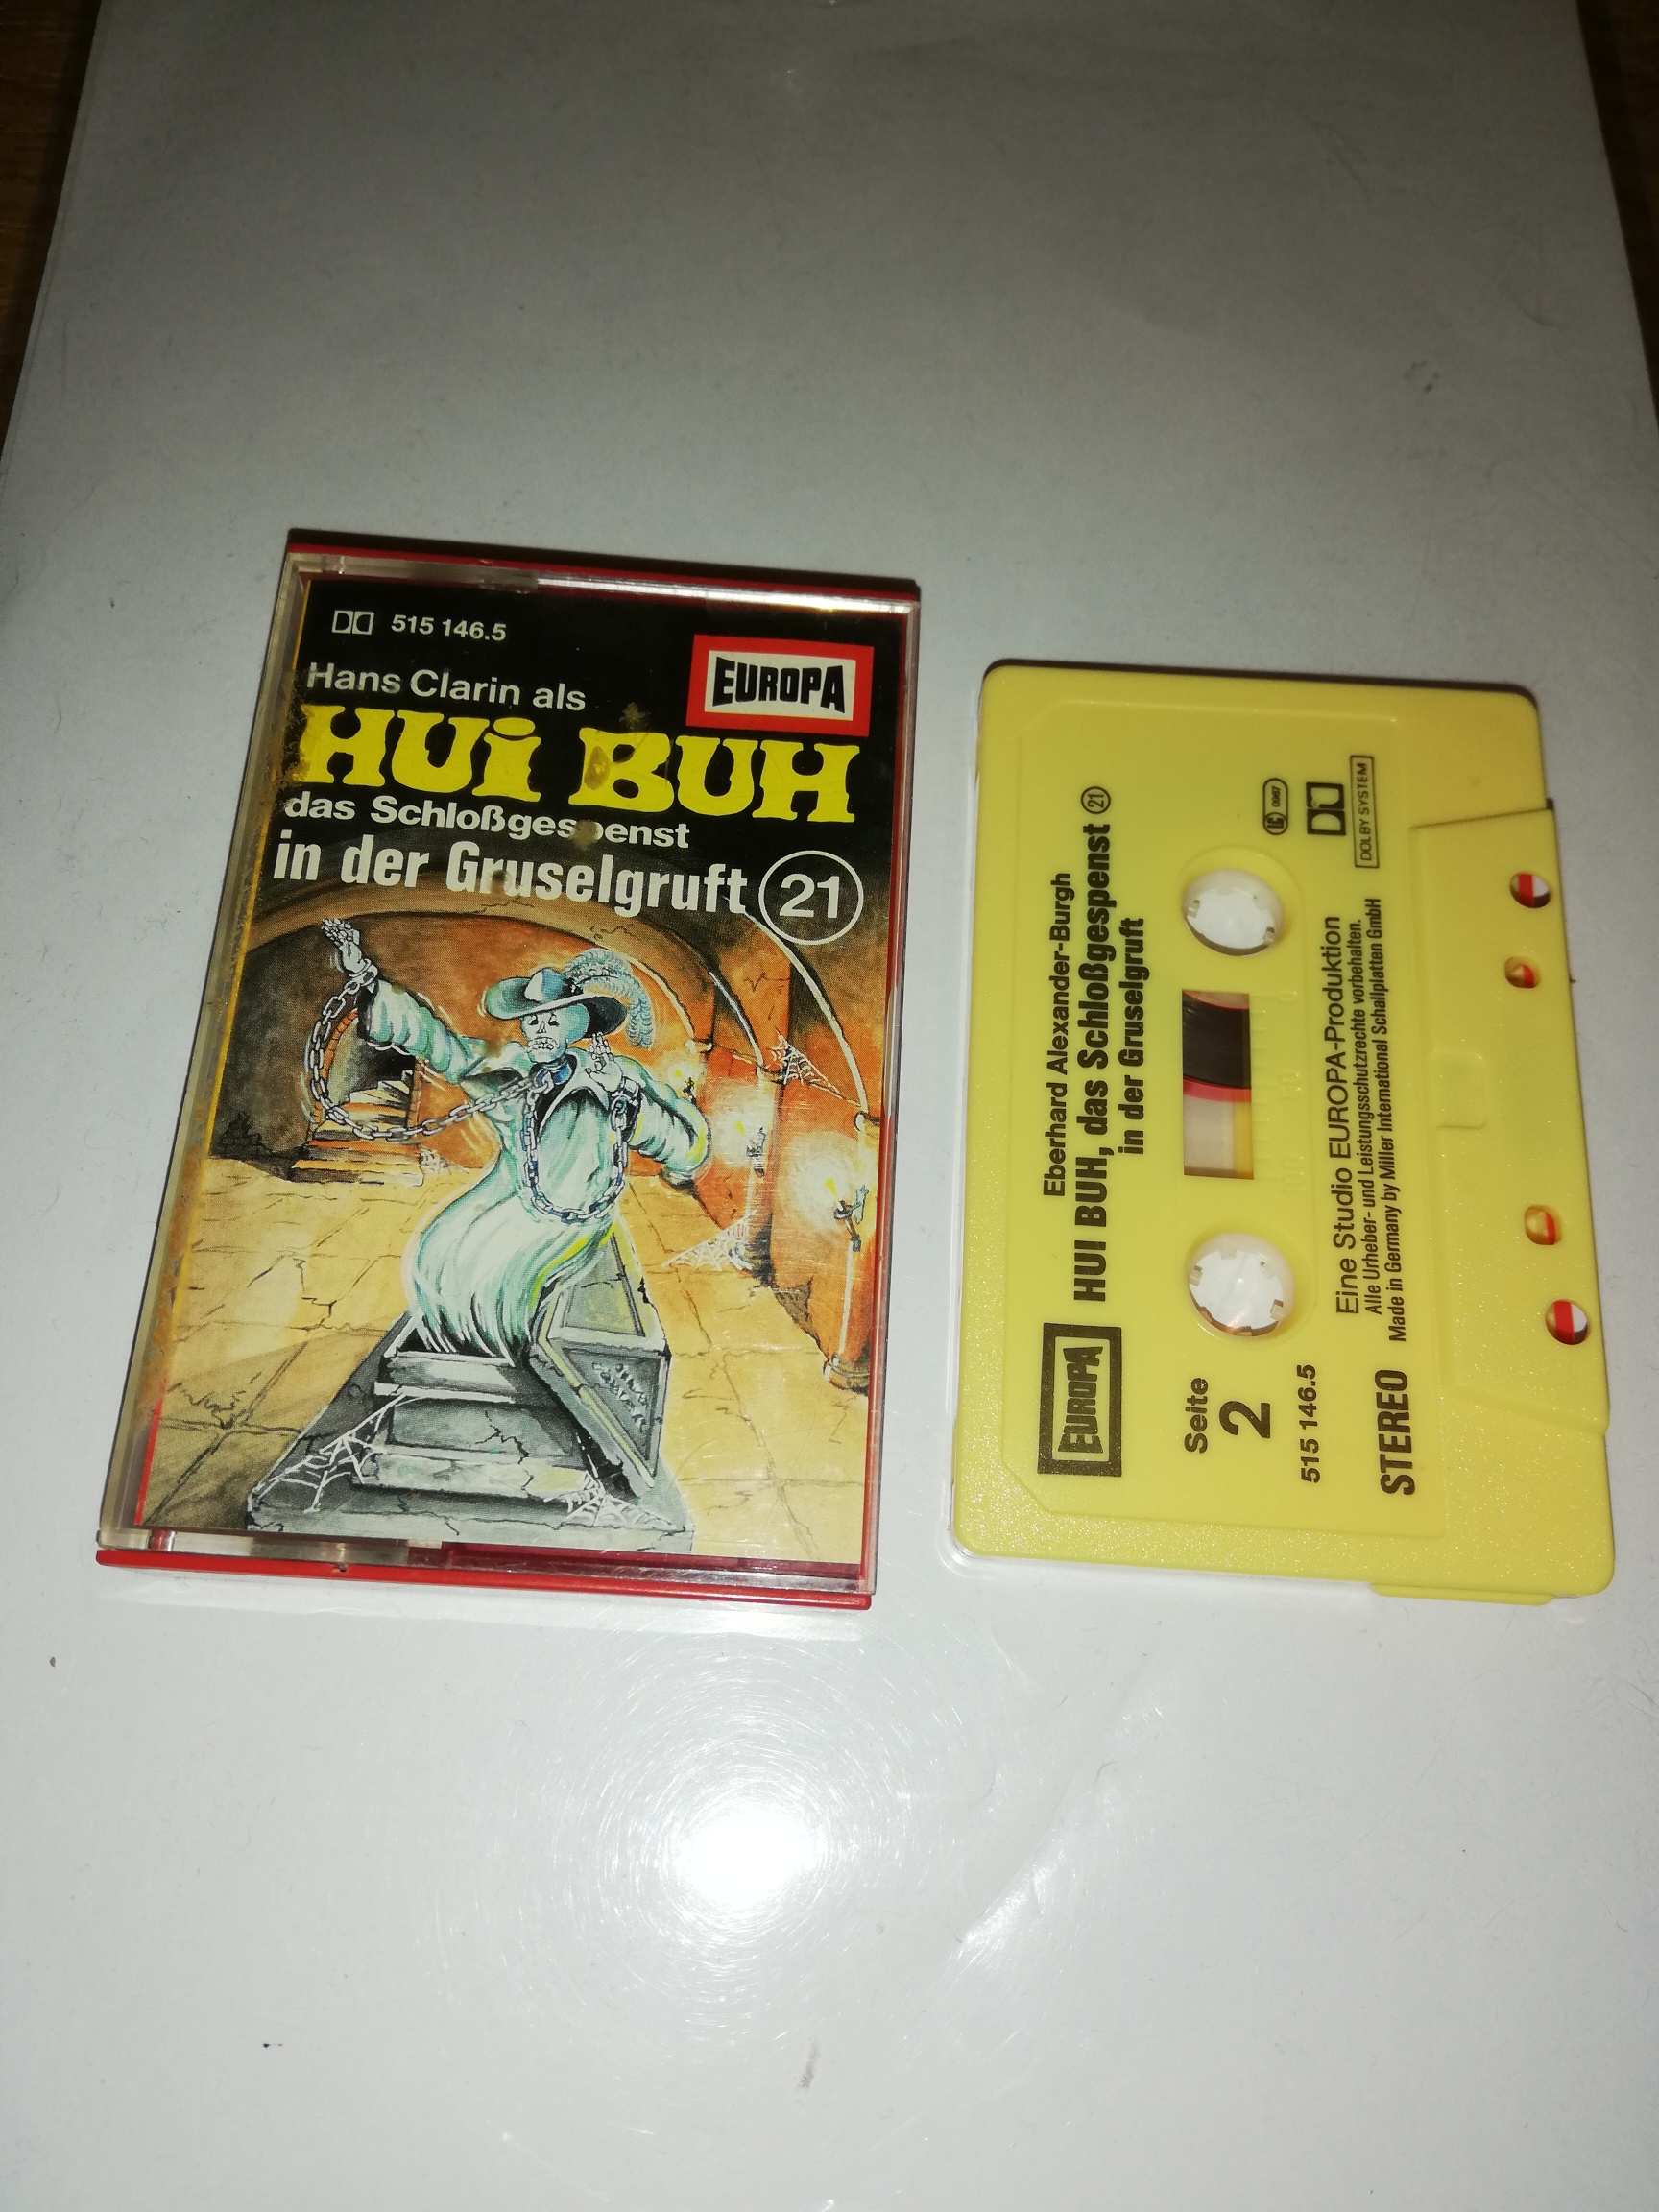 515 146.5
EUROPA
Hans Clarin als
HUi BUH
das Schloßgespenst
in der Gruselgruft 21
Eberhard Alexander-Burgh
HUI BUH, das Schloßgespenst 21
in der Gruselgruft
EUROPA
Seite
2
515 146.5
STEREO
LC 0967
DOLBY SYSTEM
Eine Studio EUROPA-Produktion
Alle Urheber- und Leistungsschutzrechte vorbehalten.
Made in Germany by Miller International Schallplatten GmbH